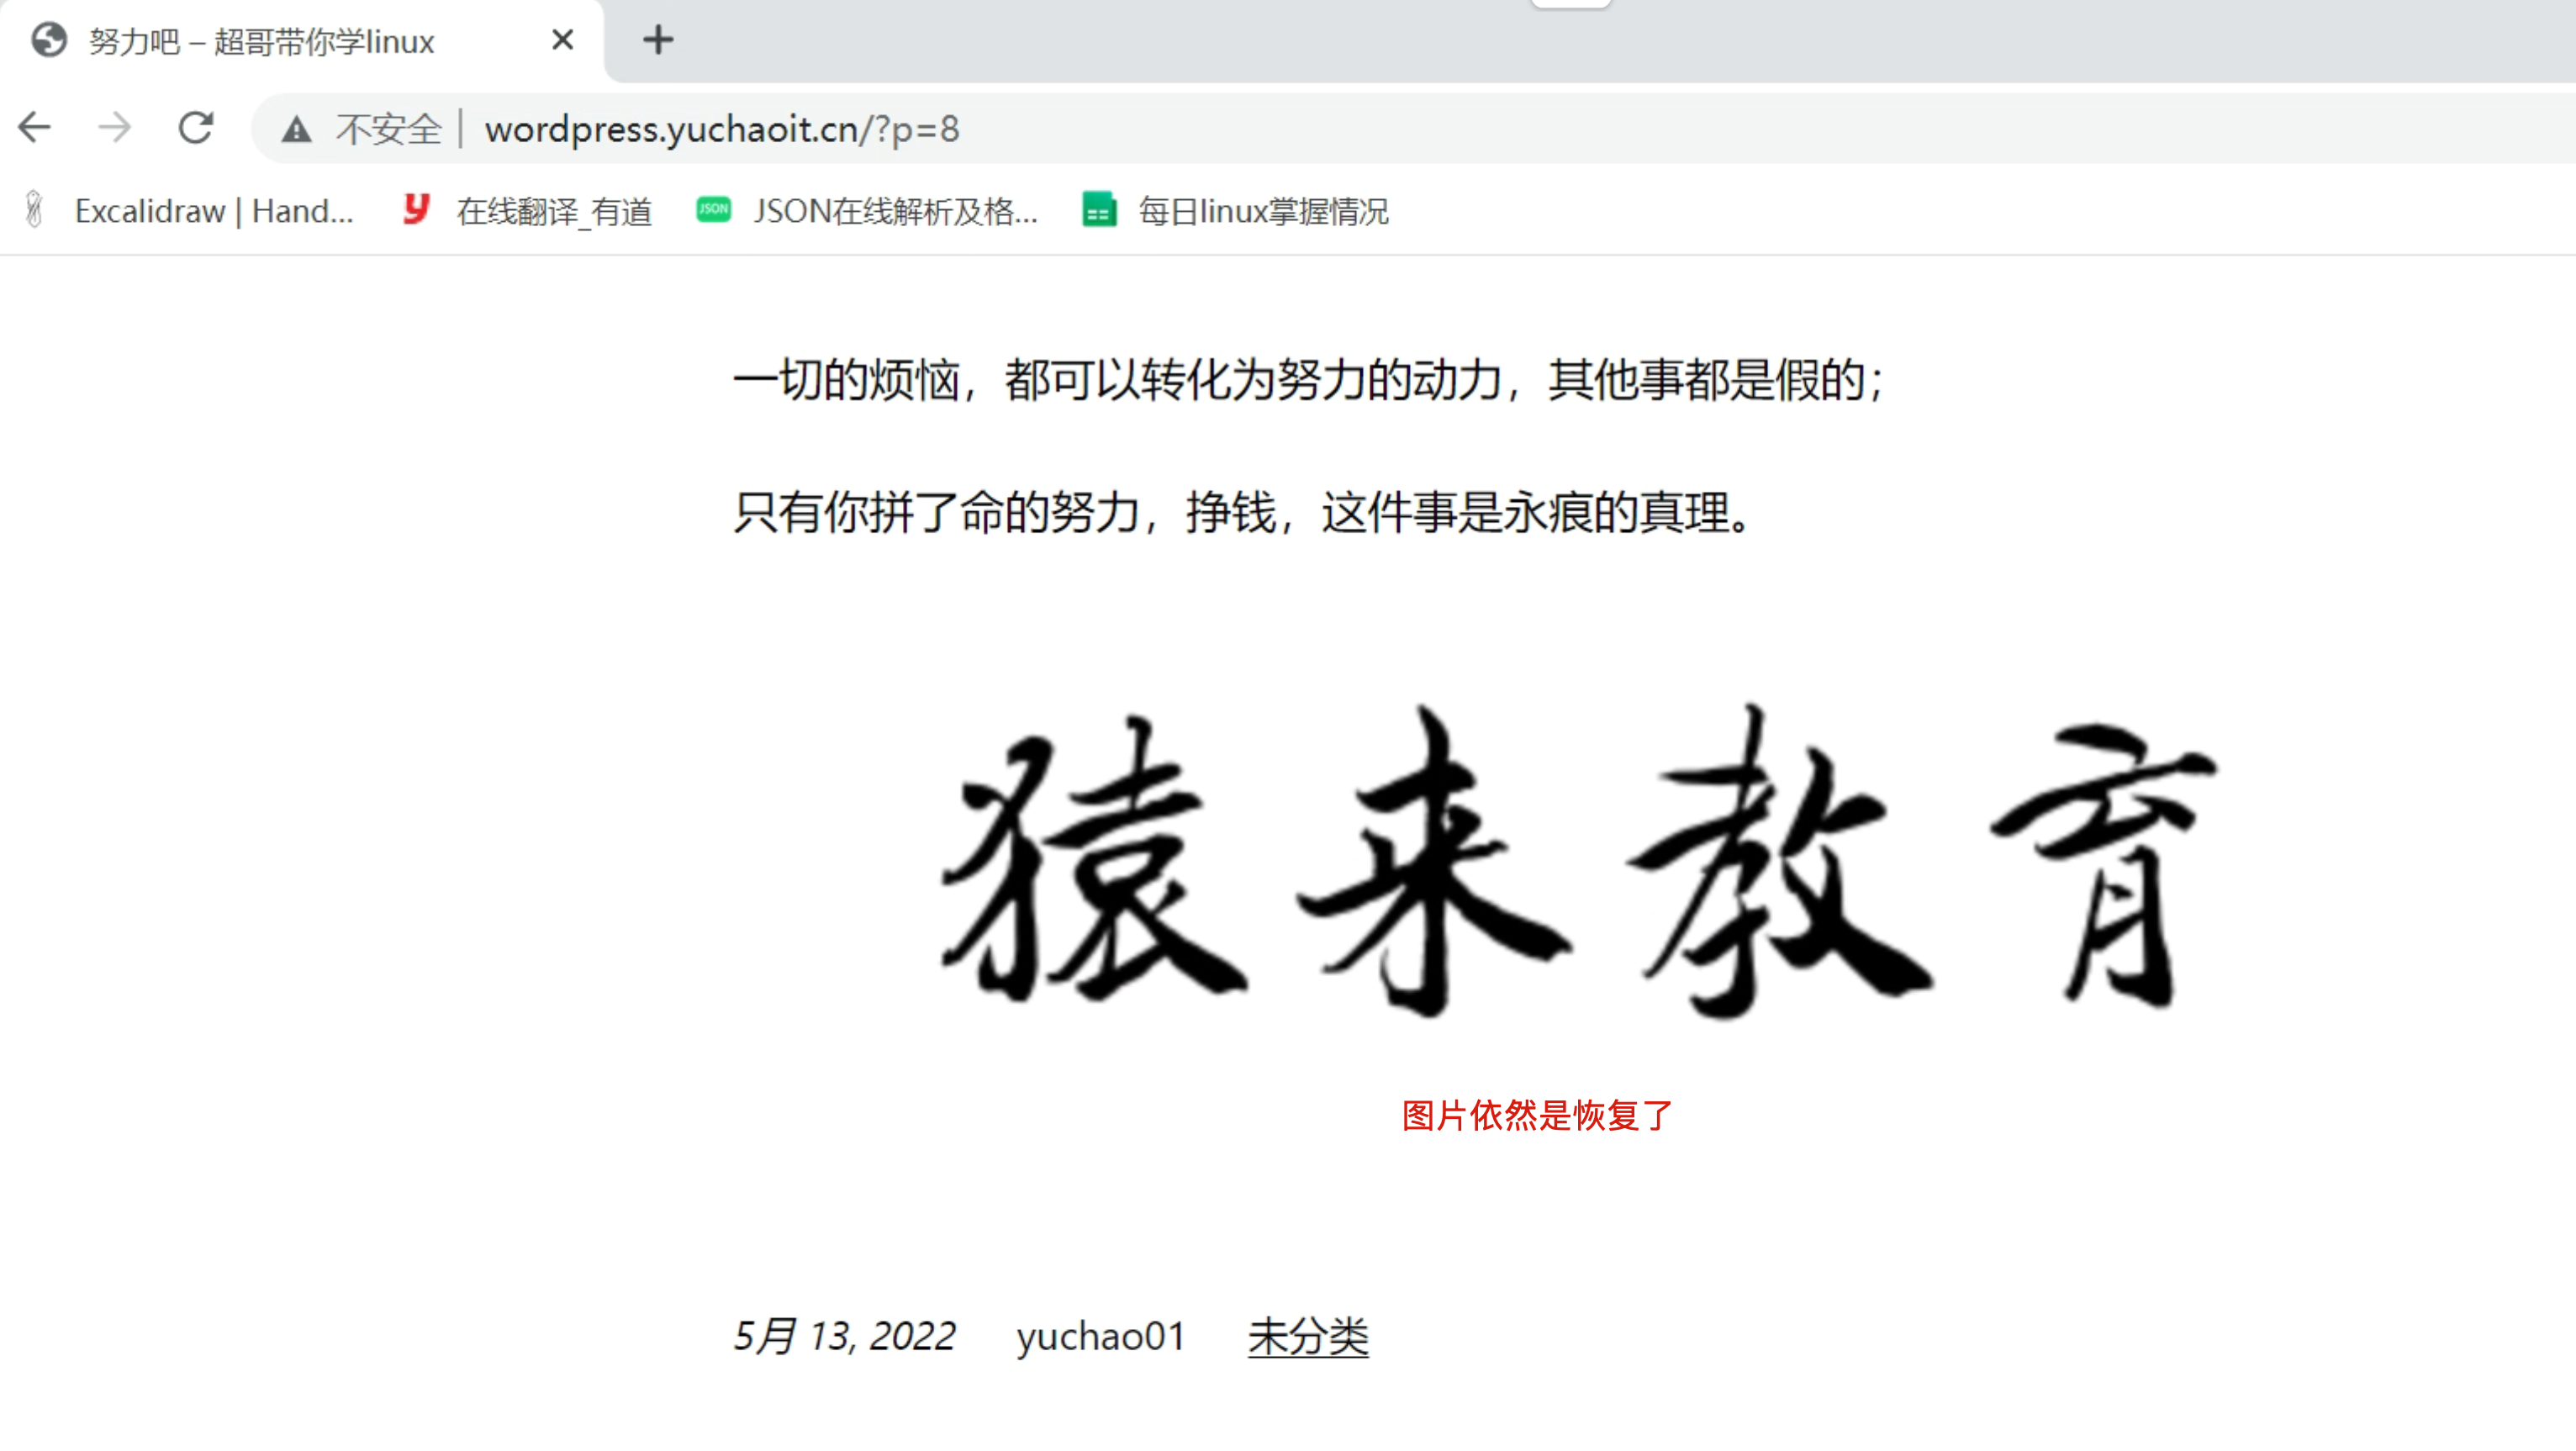 努力吧 – 超哥带你学linux
不安全 | wordpress.yuchaoit.cn/?p=8
Excalidraw | Hand... 在线翻译_有道 JSON JSON在线解析及格... 每日linux掌握情况
一切的烦恼，都可以转化为努力的动力，其他事都是假的；
只有你拼了命的努力，挣钱，这件事是永痕的真理。
猿来教育
图片依然是恢复了
5月 13, 2022 yuchao01 未分类